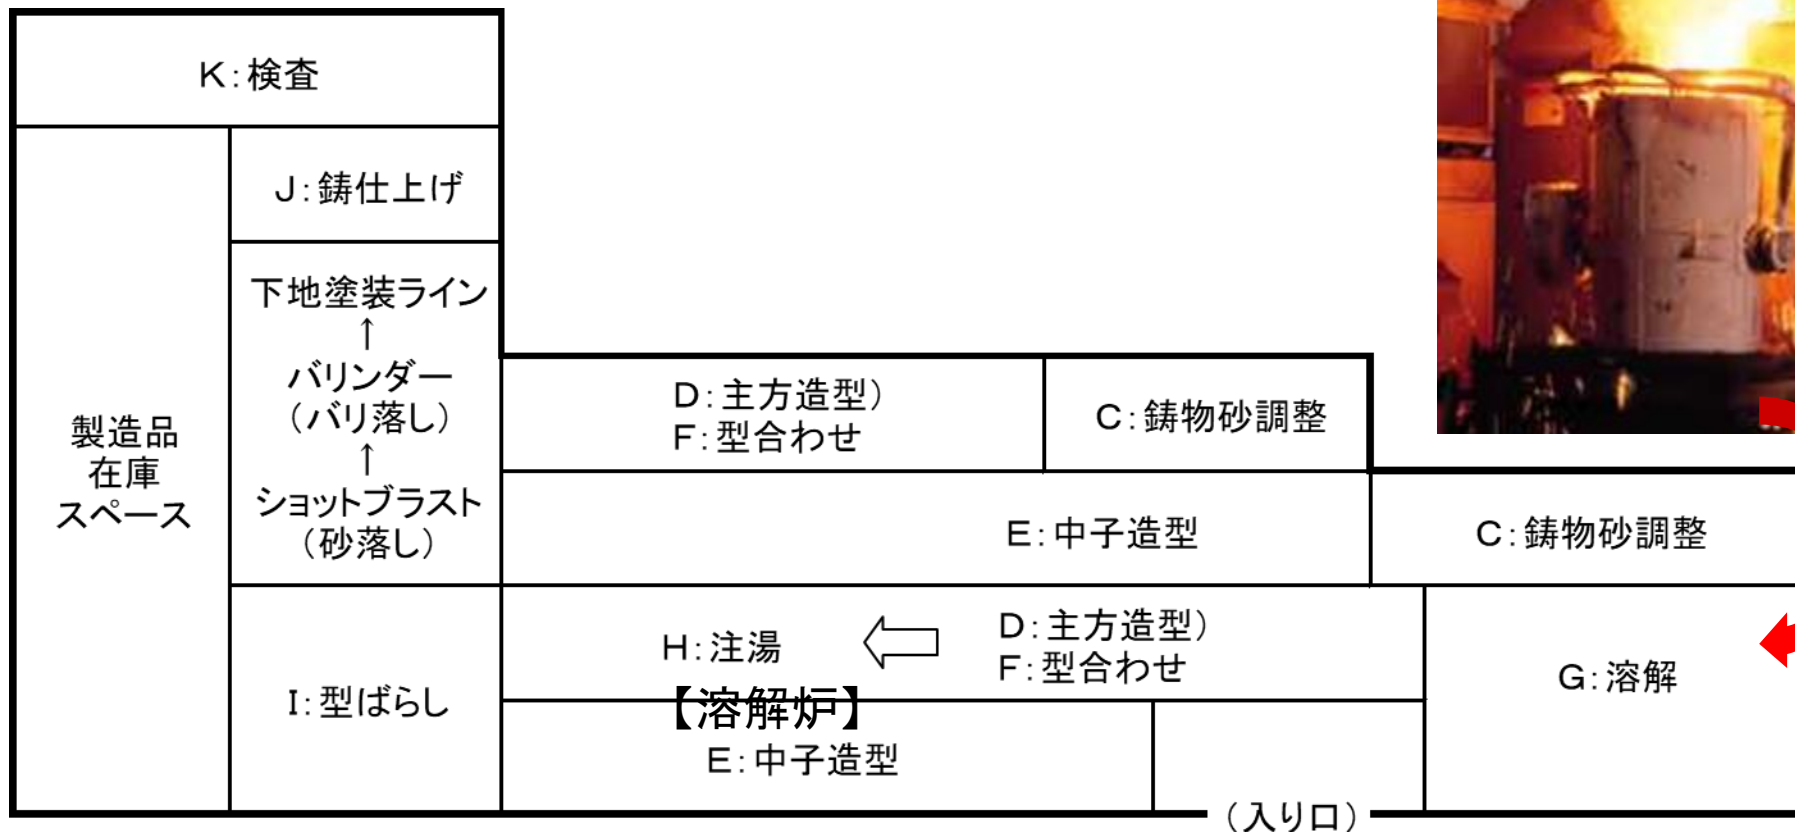 K:検査
J:鋳仕上げ
下地塗装ライン
↑
バリンダー
（バリ落し）
↑
ショットブラスト
（砂落し）
製造品
在庫
スペース
D:主方造型）
F:型合わせ
C:鋳物砂調整
E:中子造型
C:鋳物砂調整
I:型ばらし
H:注湯
D:主方造型）
F:型合わせ
G:溶解
【溶解炉】
E:中子造型
（入り口）